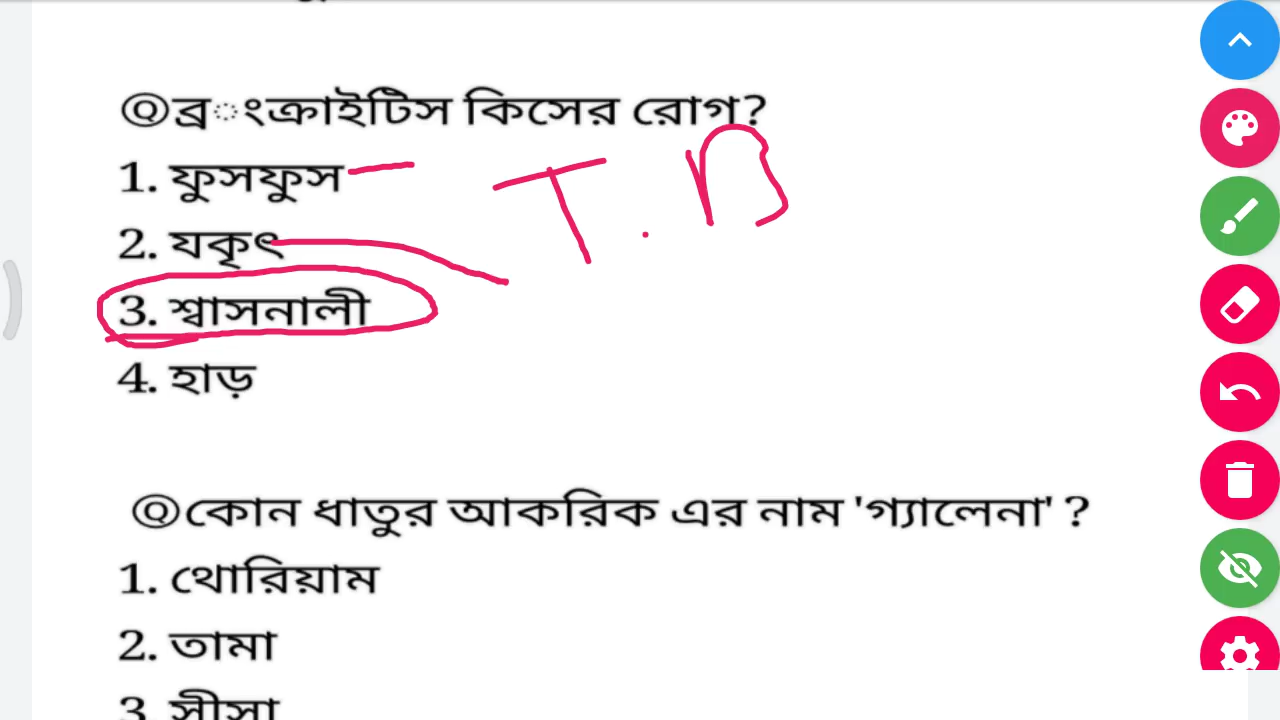 Ⓠব্র◌ংক্রাইটিস কিসের রোগ?
1. ফুসফুস
T.B
2. যকৃৎ
3. শ্বাসনালী
4. হাড়
Ⓠকোন ধাতুর আকরিক এর নাম 'গ্যালেনা' ?
1. থোরিয়াম
2. তামা
3. সীসা